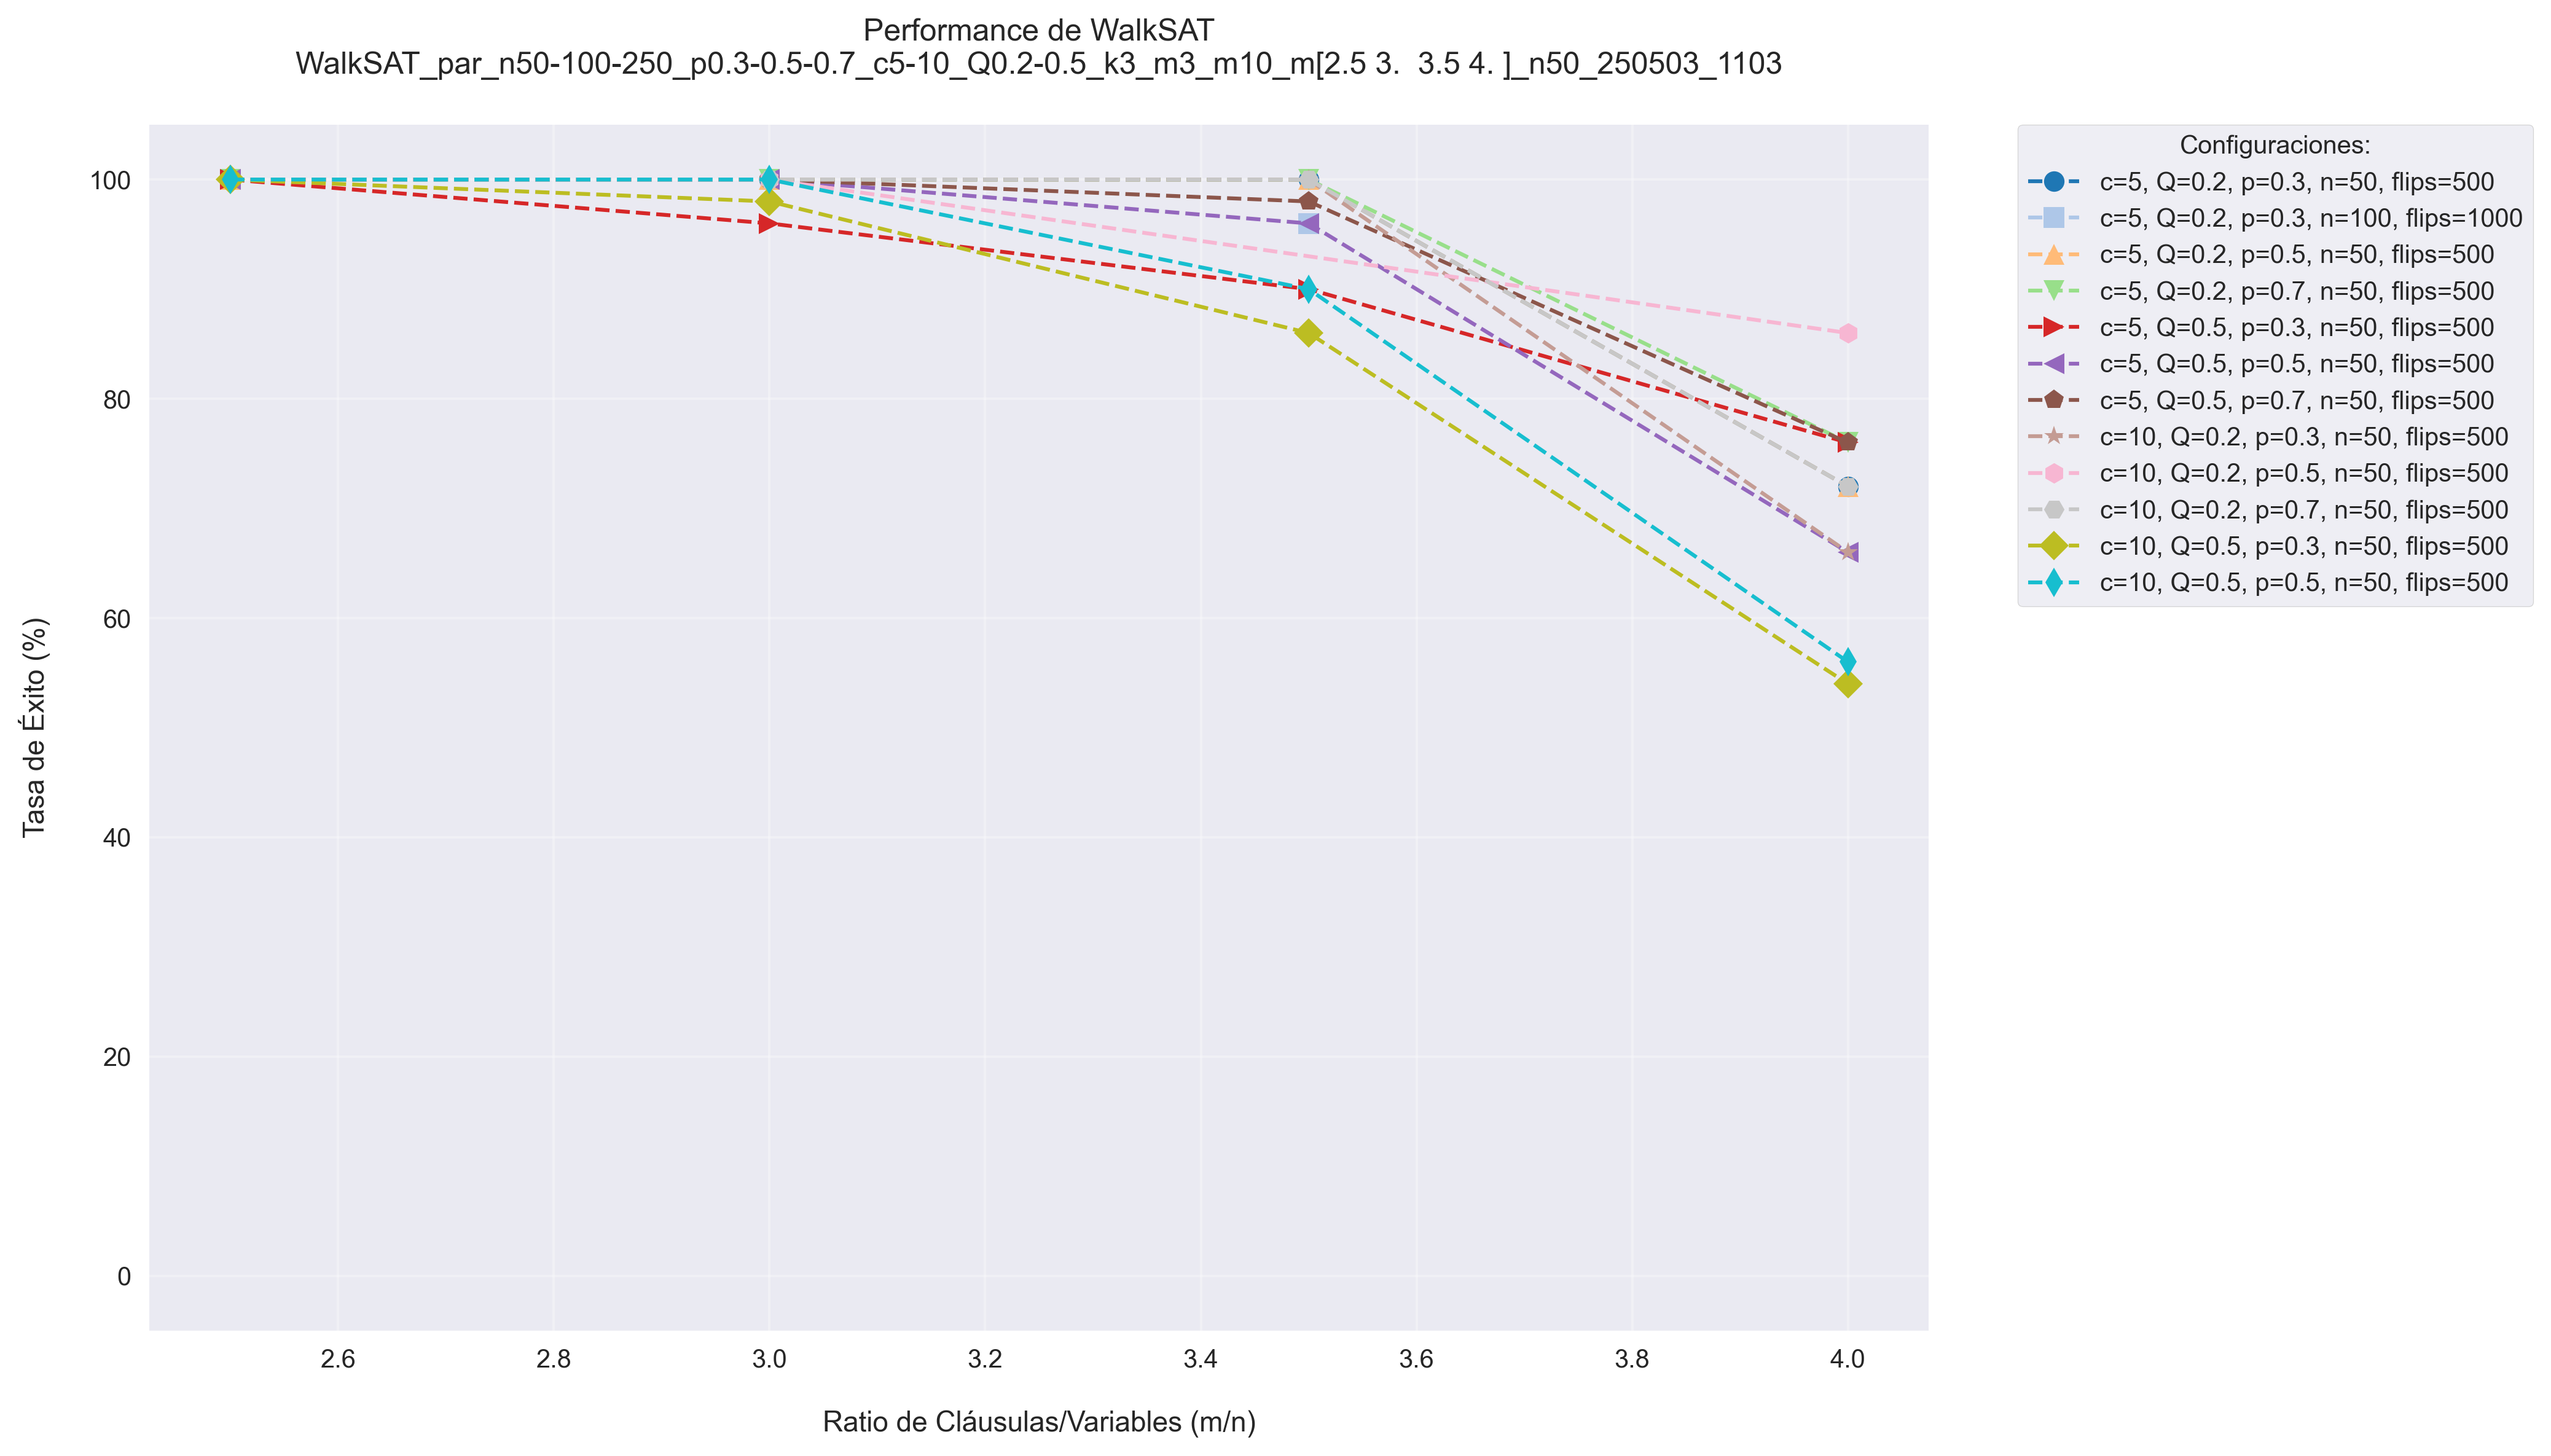 Performance de WalkSAT
WalkSAT_par_n50-100-250_p0.3-0.5-0.7_c5-10_Q0.2-0.5_k3_m3_m10_m[2.5 3.  3.5 4. ]_n50_250503_1103
Tasa de Éxito (%)
100
80
60
40
20
0
2.6
2.8
3.0
3.2
3.4
3.6
3.8
4.0
Ratio de Cláusulas/Variables (m/n)
Configuraciones:
c=5, Q=0.2, p=0.3, n=50, flips=500
c=5, Q=0.2, p=0.3, n=100, flips=1000
c=5, Q=0.2, p=0.5, n=50, flips=500
c=5, Q=0.2, p=0.7, n=50, flips=500
c=5, Q=0.5, p=0.3, n=50, flips=500
c=5, Q=0.5, p=0.5, n=50, flips=500
c=5, Q=0.5, p=0.7, n=50, flips=500
c=10, Q=0.2, p=0.3, n=50, flips=500
c=10, Q=0.2, p=0.5, n=50, flips=500
c=10, Q=0.2, p=0.7, n=50, flips=500
c=10, Q=0.5, p=0.3, n=50, flips=500
c=10, Q=0.5, p=0.5, n=50, flips=500